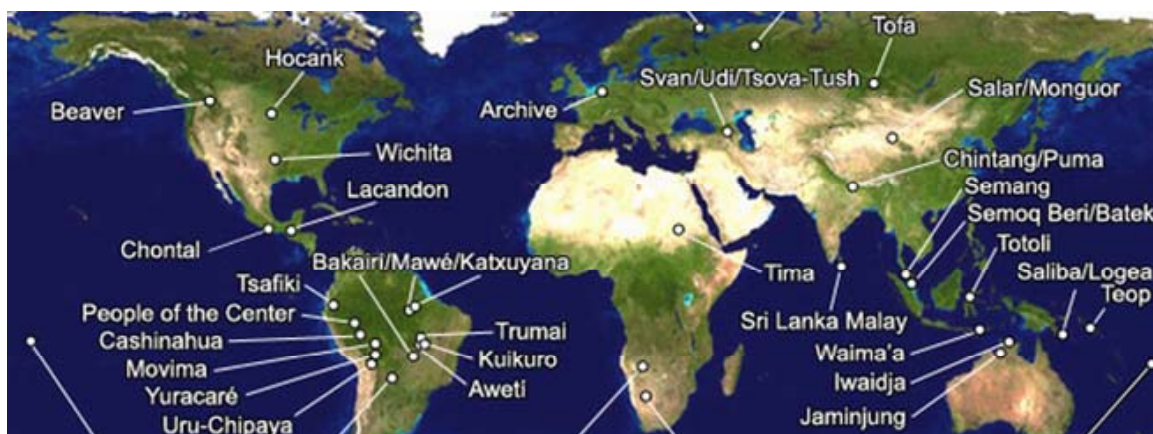 Tofa
Hocank
Svan/Udi/Tsova-Tush
Beaver
Archive
Salar/Monguor
Wichita
Chintang/Puma
Lacandon
Semang
Semoq Beri/Batek
Chontal
Totoli
Bakairí/Mawé/Katxuyana
Tima
Saliba/Logea
Tsafiki
Teop
People of the Center
Sri Lanka Malay
Cashinahua
Trumai
Waima'a
Movima
Kuikuro
Iwaidja
Yuracaré
Awetí
Jaminjung
Uru-Chipaya